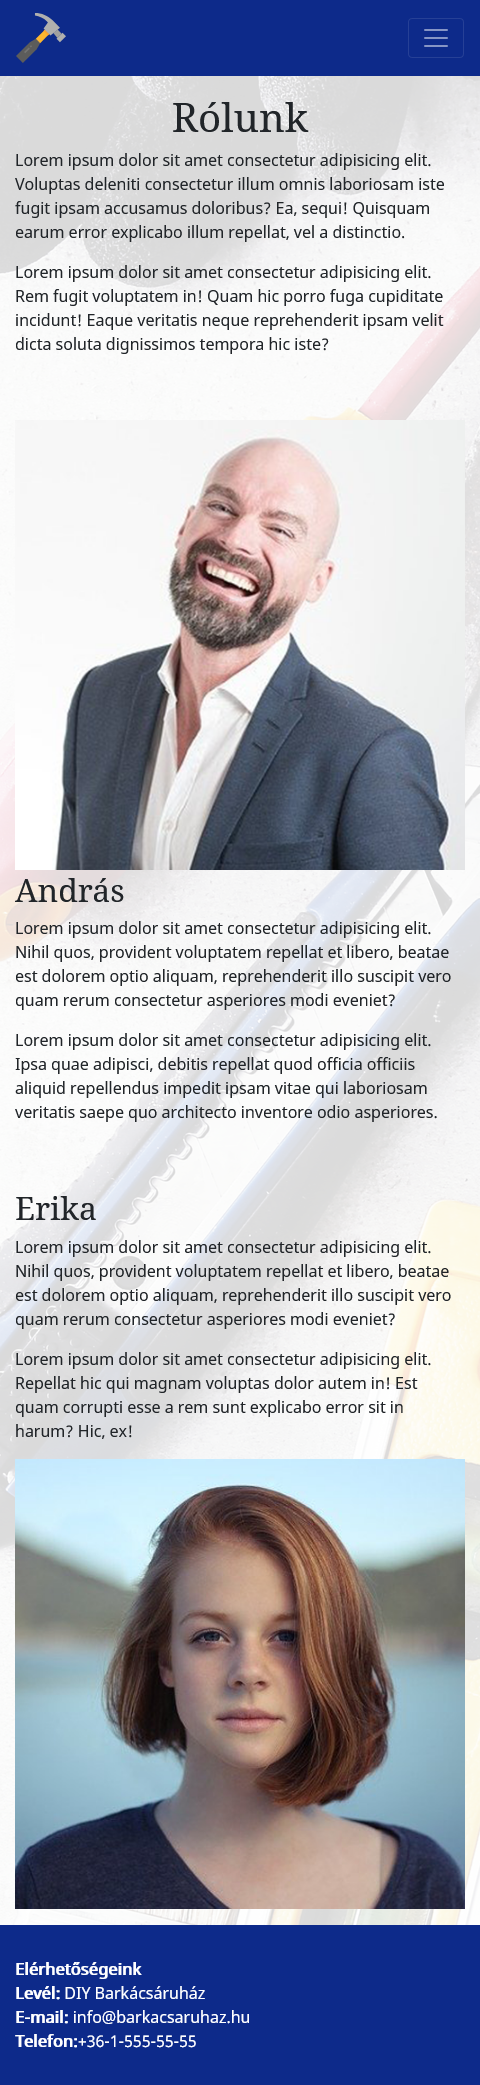 Rólunk
Lorem ipsum dolor sit amet consectetur adipisicing elit.
Voluptas deleniti consectetur illum omnis laboriosam iste
fugit ipsam accusamus doloribus? Ea, sequi! Quisquam
earum error explicabo illum repellat, vel a distinctio.
Lorem ipsum dolor sit amet consectetur adipisicing elit.
Rem fugit voluptatem in! Quam hic porro fuga cupiditate
incidunt! Eaque veritatis neque reprehenderit ipsam velit
dicta soluta dignissimos tempora hic iste?
András
Lorem ipsum dolor sit amet consectetur adipisicing elit.
Nihil quos, provident voluptatem repellat et libero, beatae
est dolorem optio aliquam, reprehenderit illo suscipit vero
quam rerum consectetur asperiores modi eveniet?
Lorem ipsum dolor sit amet consectetur adipisicing elit.
Ipsa quae adipisci, debitis repellat quod officia officiis
aliquid repellendus impedit ipsam vitae qui laboriosam
veritatis saepe quo architecto inventore odio asperiores.
Erika
Lorem ipsum dolor sit amet consectetur adipisicing elit.
Nihil quos, provident voluptatem repellat et libero, beatae
est dolorem optio aliquam, reprehenderit illo suscipit vero
quam rerum consectetur asperiores modi eveniet?
Lorem ipsum dolor sit amet consectetur adipisicing elit.
Repellat hic qui magnam voluptas dolor autem in! Est
quam corrupti esse a rem sunt explicabo error sit in
harum? Hic, ex!
Elérhetőségeink
Levél: DIY Barkácsáruház
E-mail: info@barkacsaruhaz.hu
Telefon:+36-1-555-55-55